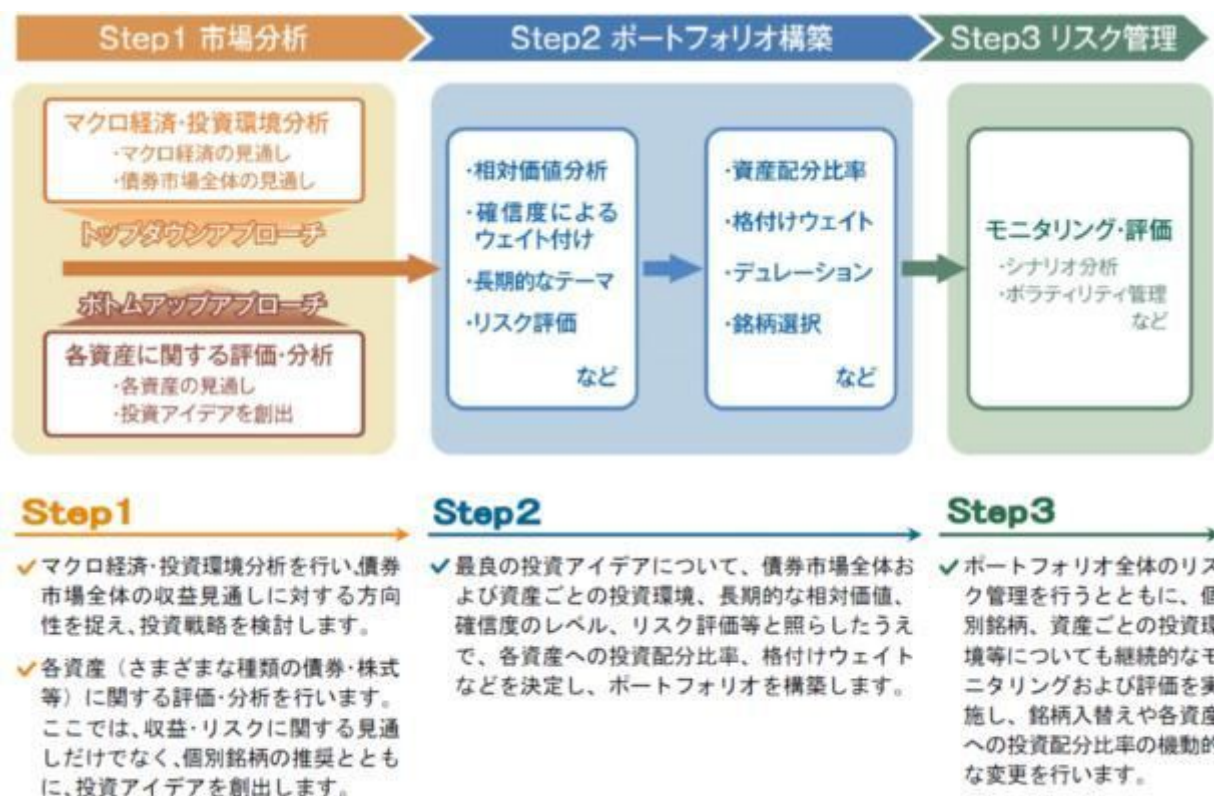 Step1 市場分析
Step2 ポートフォリオ構築
Step3 リスク管理
マクロ経済・投資環境分析
・マクロ経済の見通し
・債券市場全体の見通し
トップダウンアプローチ
ボトムアップアプローチ
各資産に関する評価・分析
・各資産の見通し
・投資アイデアを創出
・相対価値分析
・確信度による
ウェイト付け
・長期的なテーマ
・リスク評価
など
・資産配分比率
・格付けウェイト
・デュレーション
・銘柄選択
など
モニタリング・評価
・シナリオ分析
・ボラティリティ管理
など
Step1
✓マクロ経済・投資環境分析を行い、債券
市場全体の収益見通しに対する方向
性を捉え、投資戦略を検討します。
✓各資産（さまざまな種類の債券・株式
等）に関する評価・分析を行います。
ここでは、収益・リスクに関する見通
しだけでなく、個別銘柄の推奨ととも
に、投資アイデアを創出します。
Step2
✓最良の投資アイデアについて、債券市場全体お
よび資産ごとの投資環境、長期的な相対価値、
確信度のレベル、リスク評価等と照らしたうえ
で、各資産への投資配分比率、格付けウェイト
などを決定し、ポートフォリオを構築します。
Step3
✓ポートフォリオ全体のリス
ク管理を行うとともに、個
別銘柄、資産ごとの投資環
境等についても継続的なモ
ニタリングおよび評価を実
施し、銘柄入替えや各資産
への投資配分比率の機動的
な変更を行います。